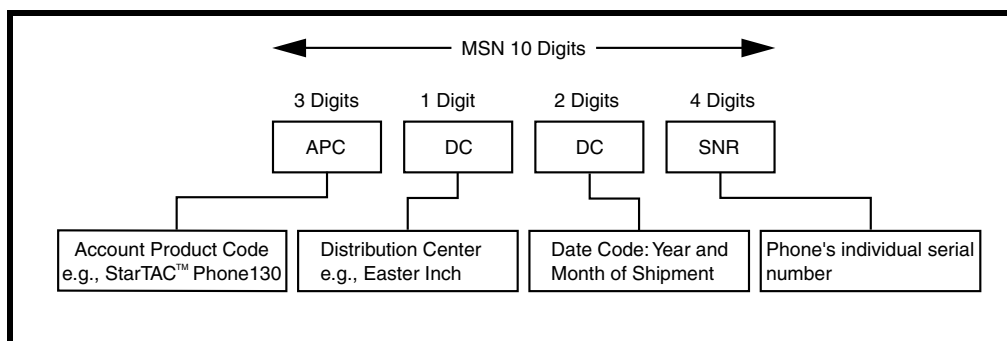 MSN 10 Digits
3 Digits 1 Digit 2 Digits 4 Digits
APC DC DC SNR
Account Product Code Distribution Center Date Code: Year and Phone's individual serial
e.g., StarTAC™ Phone130 e.g., Easter Inch Month of Shipment number